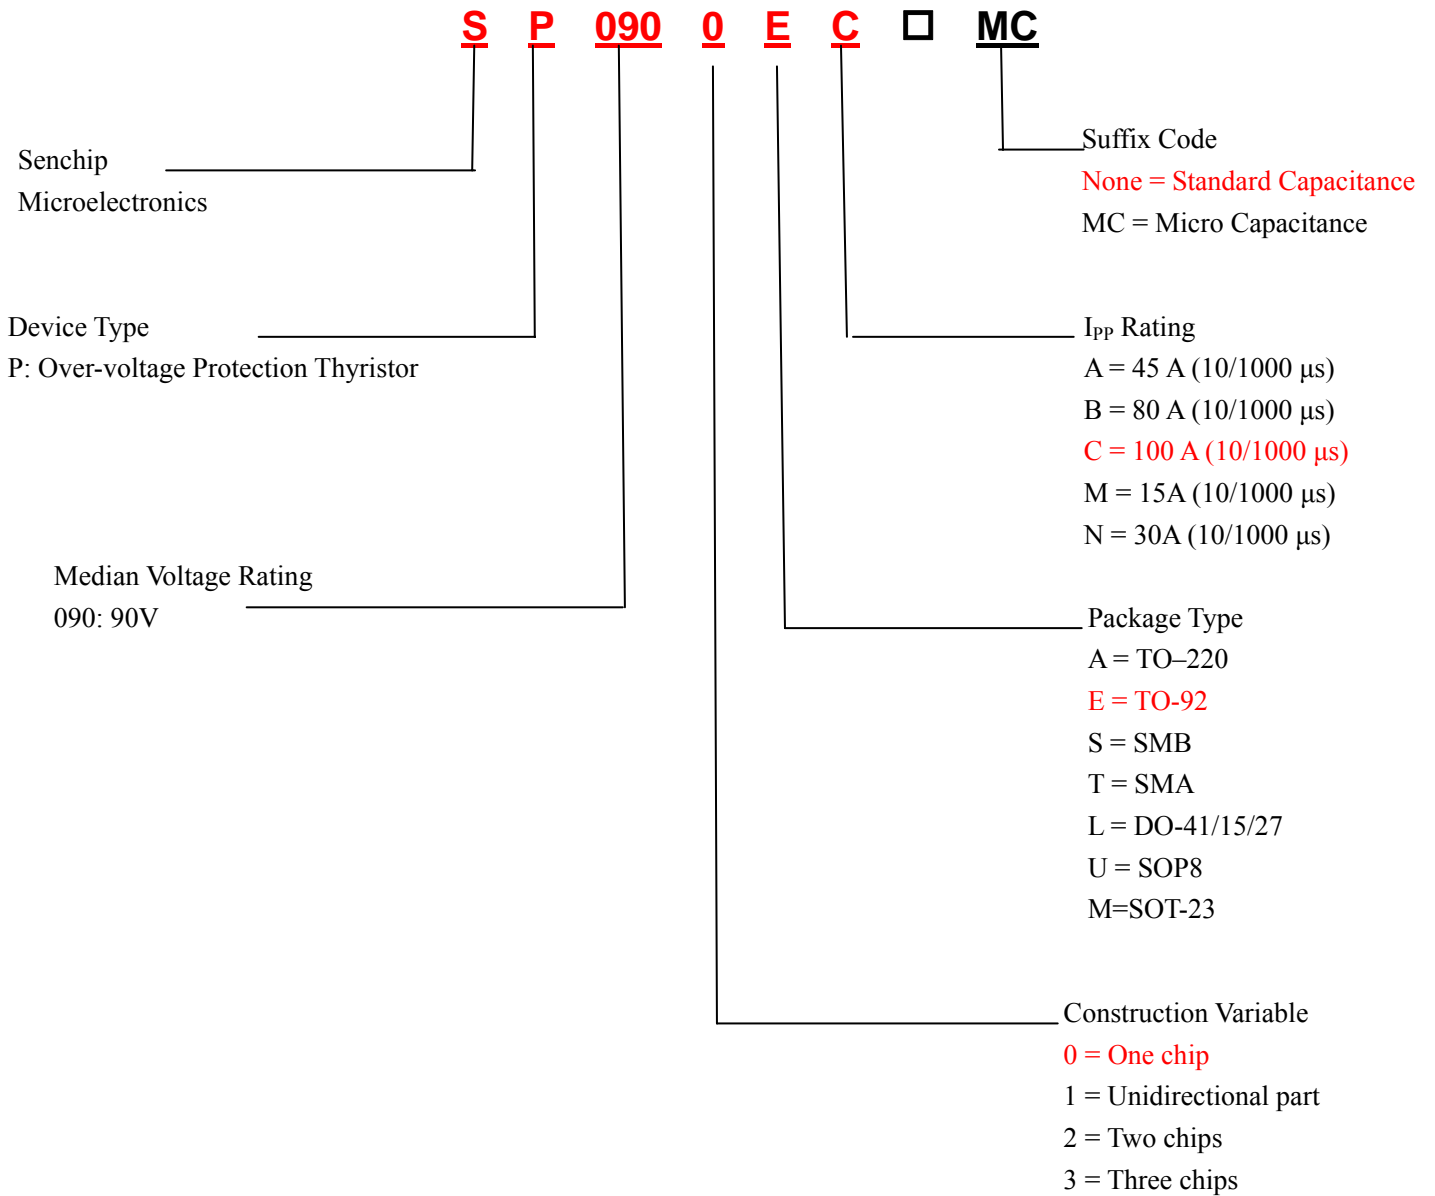 S P 090 0 E C □ MC
Senchip
Microelectronics
Device Type
P: Over-voltage Protection Thyristor
Median Voltage Rating
090: 90V
Suffix Code
None = Standard Capacitance
MC = Micro Capacitance
IPP Rating
A = 45 A (10/1000 μs)
B = 80 A (10/1000 μs)
C = 100 A (10/1000 μs)
M = 15A (10/1000 μs)
N = 30A (10/1000 μs)
Package Type
A = TO–220
E = TO-92
S = SMB
T = SMA
L = DO-41/15/27
U = SOP8
M=SOT-23
Construction Variable
0 = One chip
1 = Unidirectional part
2 = Two chips
3 = Three chips